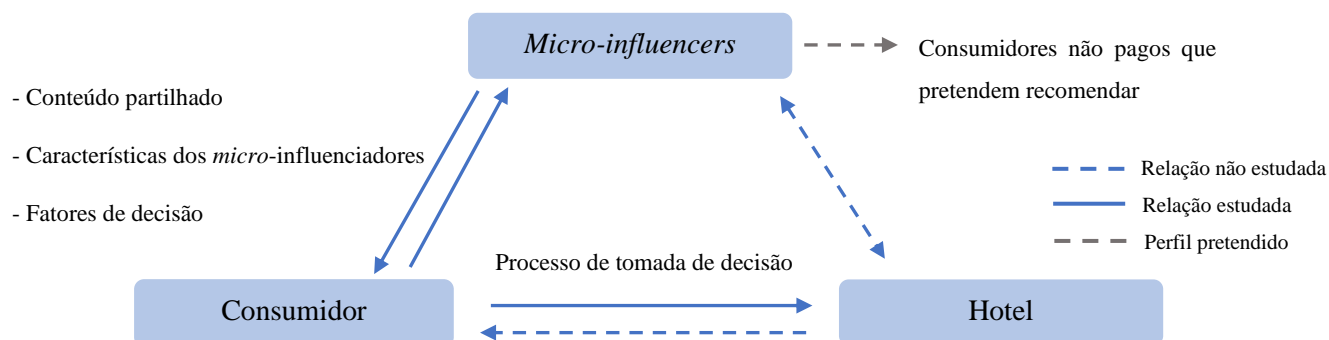 Micro-influencers
Consumidores não pagos que
pretendem recomendar
- Conteúdo partilhado
- Características dos micro-influenciadores
- Fatores de decisão
Relação não estudada
Relação estudada
Perfil pretendido
Processo de tomada de decisão
Consumidor
Hotel